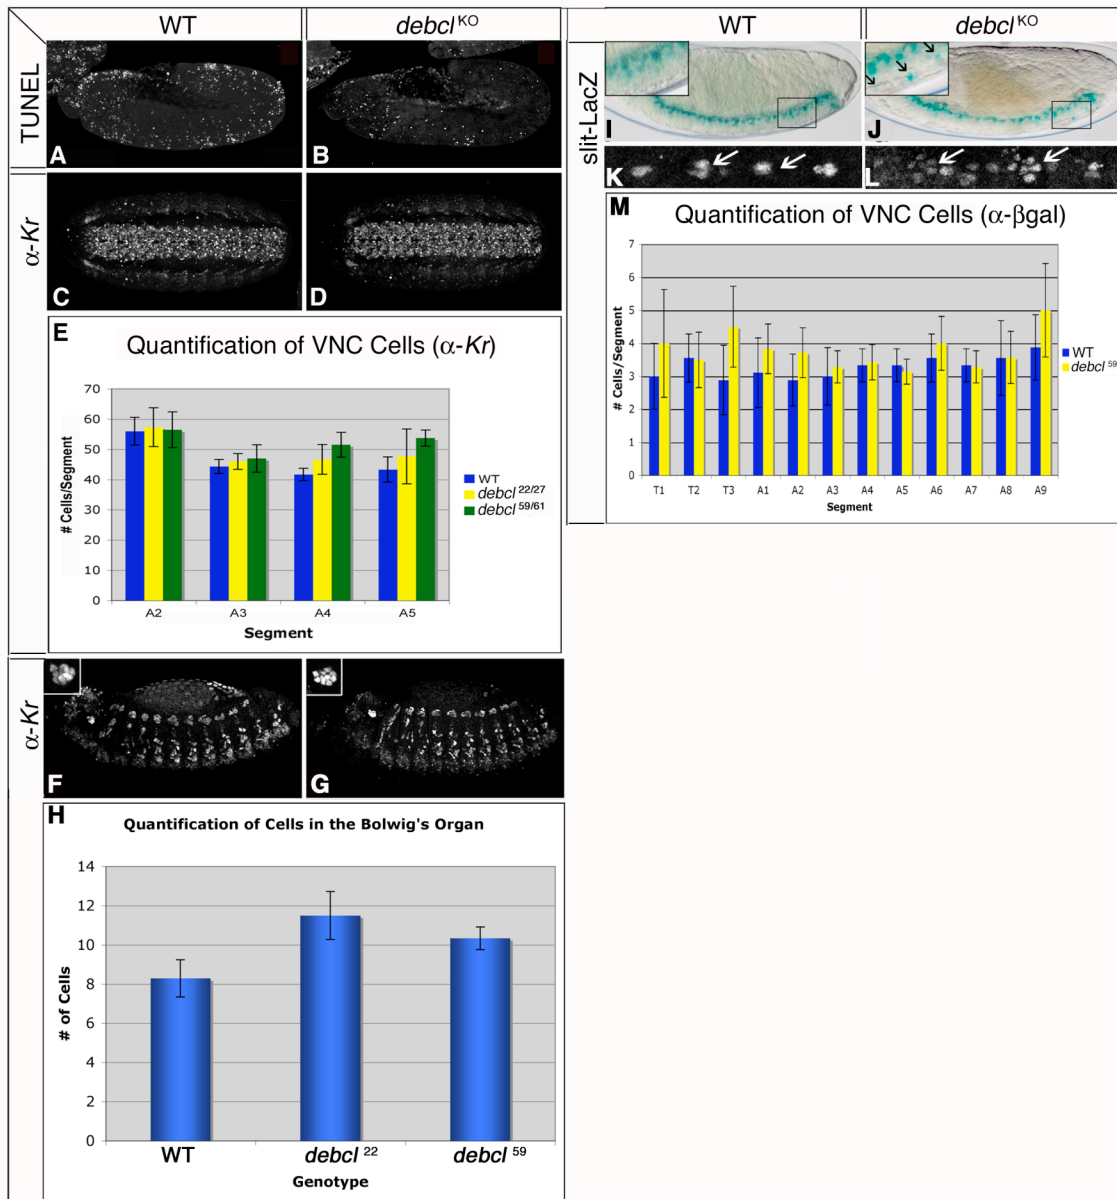 WT
debcl KO
TUNEL
A
B
α-Kr
C
D
E
Quantification of VNC Cells (α-Kr)
# Cells/Segment
70
60
50
40
30
20
10
0
A2
A3
A4
A5
Segment
WT
debcl 22/27
debcl 59/61
α-Kr
F
G
H
Quantification of Cells in the Bolwig's Organ
# of Cells
14
12
10
8
6
4
2
0
WT
debcl 22
debcl 59
Genotype
WT
debcl KO
slit-LacZ
I
J
K
L
M
Quantification of VNC Cells (α-βgal)
# Cells/Segment
7
6
5
4
3
2
1
0
T1
T2
T3
A1
A2
A3
A4
A5
A6
A7
A8
A9
Segment
WT
debcl 59